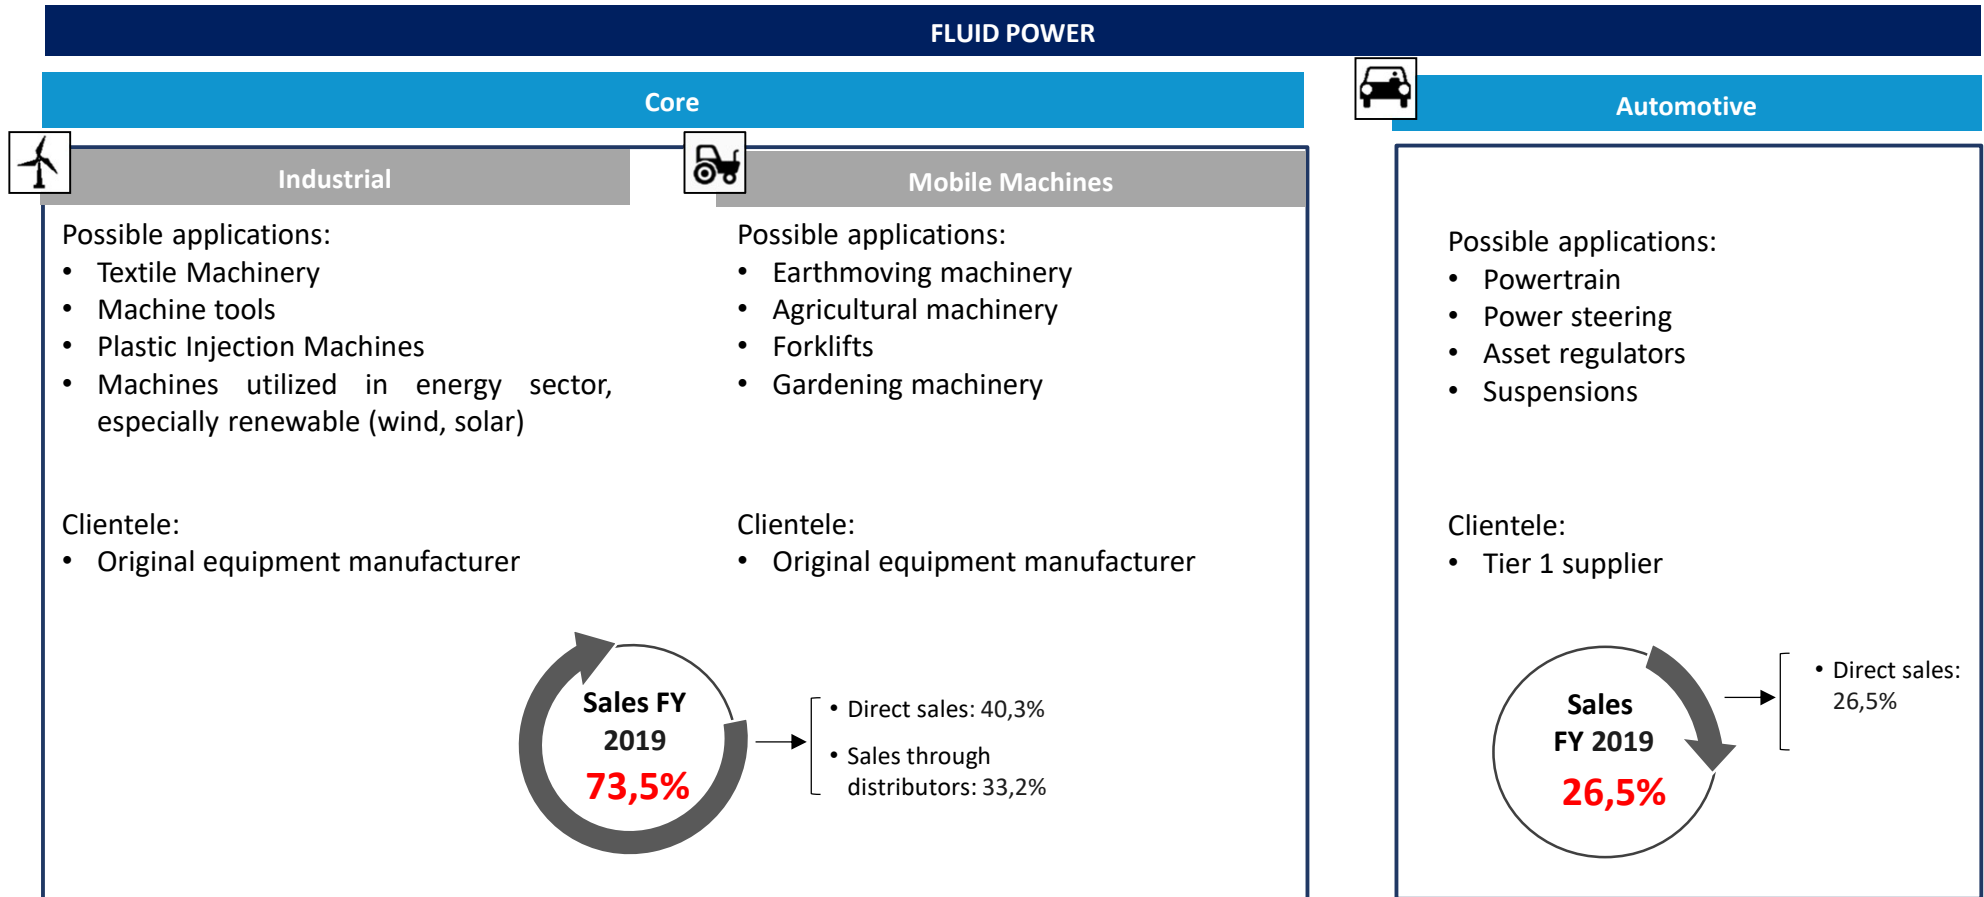 FLUID POWER
Core
Automotive
Industrial
Mobile Machines
Possible applications:
• Textile Machinery
• Machine tools
• Plastic Injection Machines
• Machines utilized in energy sector,
especially renewable (wind, solar)
Clientele:
• Original equipment manufacturer
Possible applications:
• Earthmoving machinery
• Agricultural machinery
• Forklifts
• Gardening machinery
Clientele:
• Original equipment manufacturer
Sales FY
2019
73,5%
• Direct sales: 40,3%
• Sales through
distributors: 33,2%
Possible applications:
• Powertrain
• Power steering
• Asset regulators
• Suspensions
Clientele:
• Tier 1 supplier
Sales
FY 2019
26,5%
• Direct sales:
26,5%